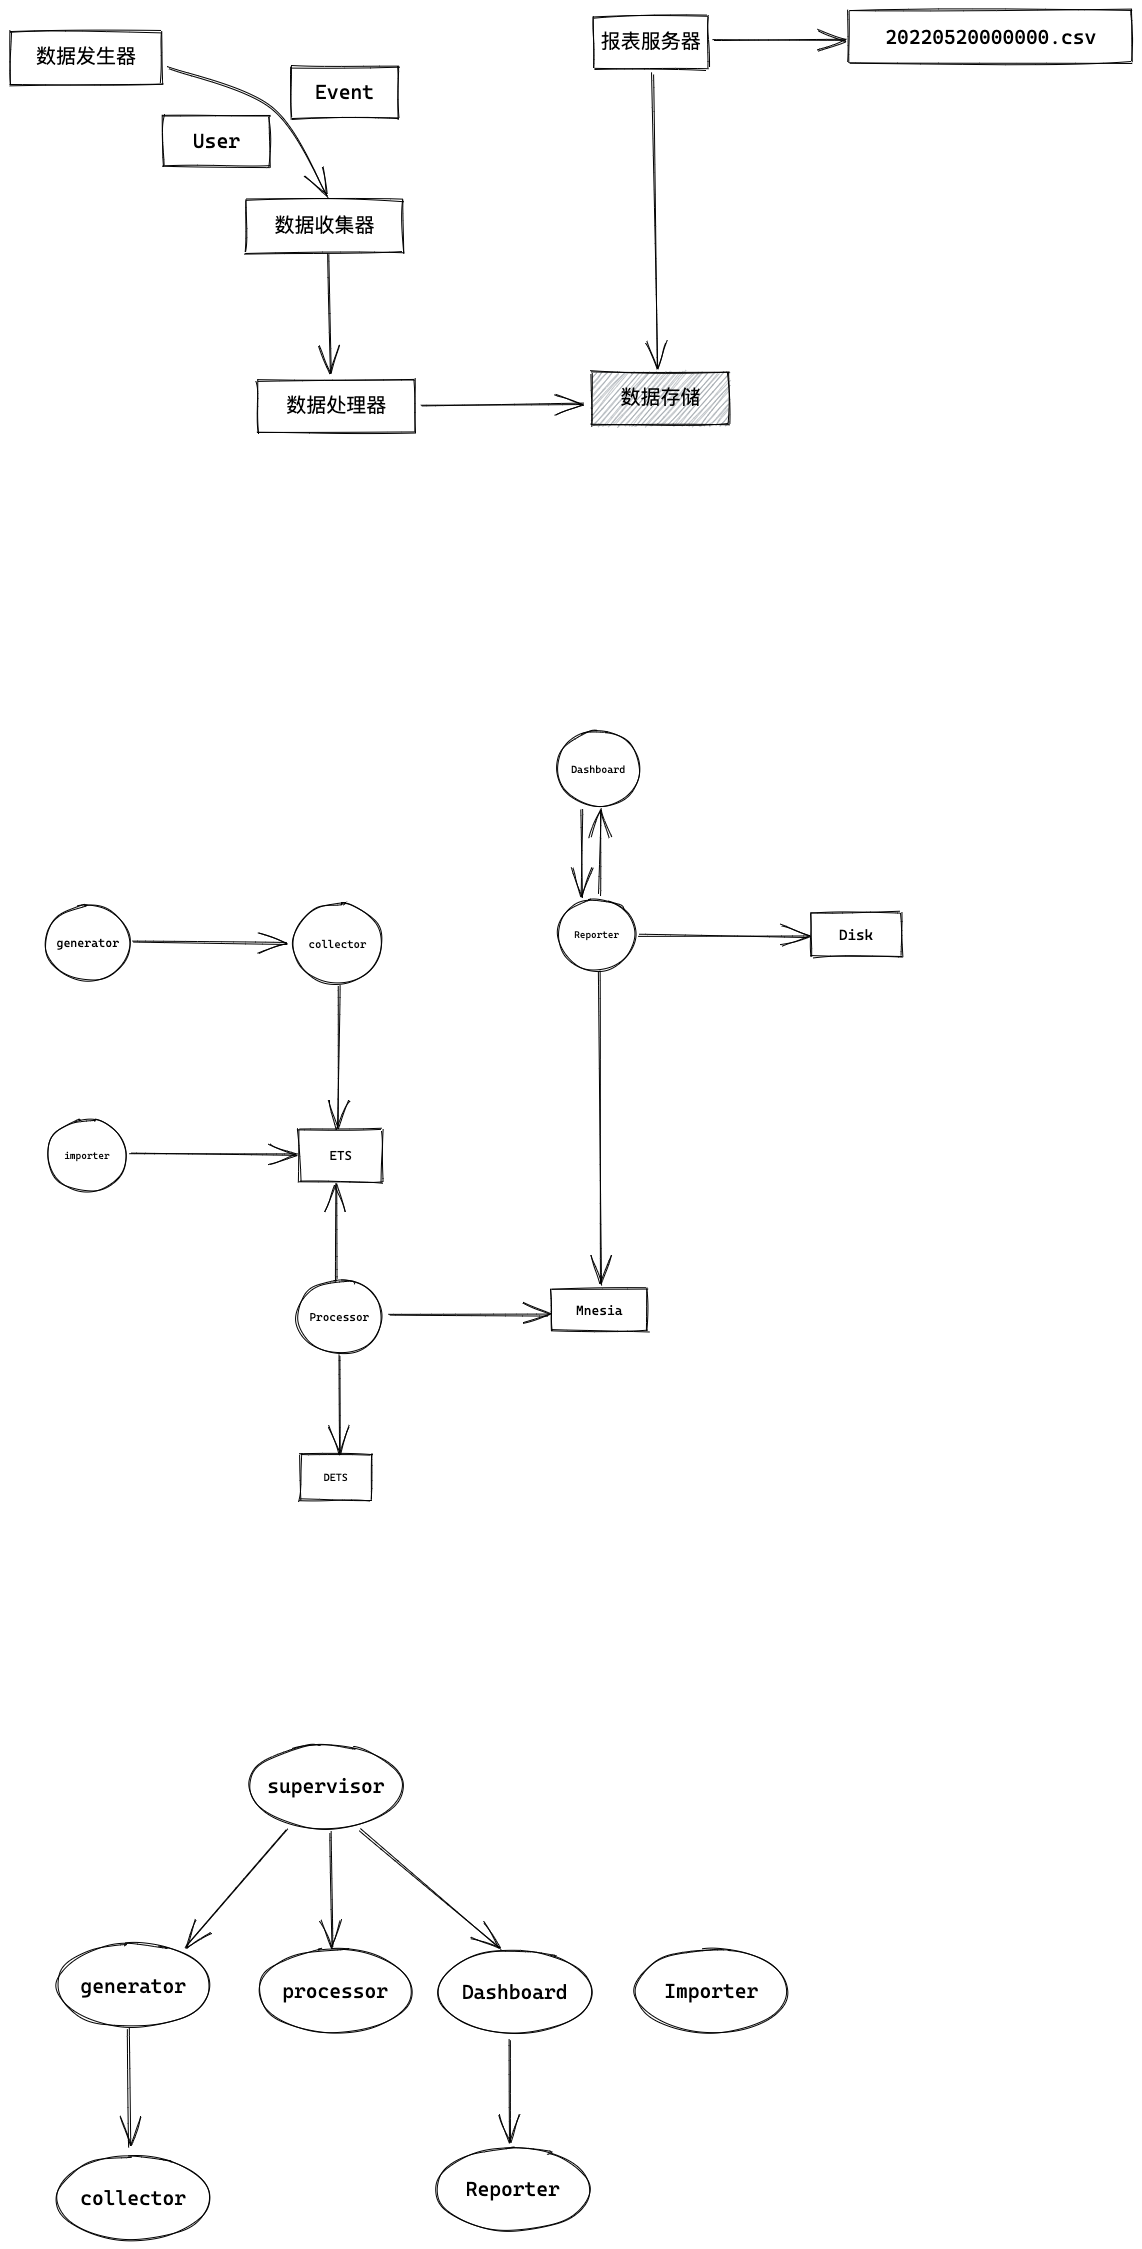 数据发生器
报表服务器
20220520000000.csv
Event
User
数据收集器
数据处理器
数据存储
Dashboard
generator
collector
Reporter
Disk
importer
ETS
Processor
Mnesia
DETS
supervisor
generator
processor
Dashboard
Importer
collector
Reporter